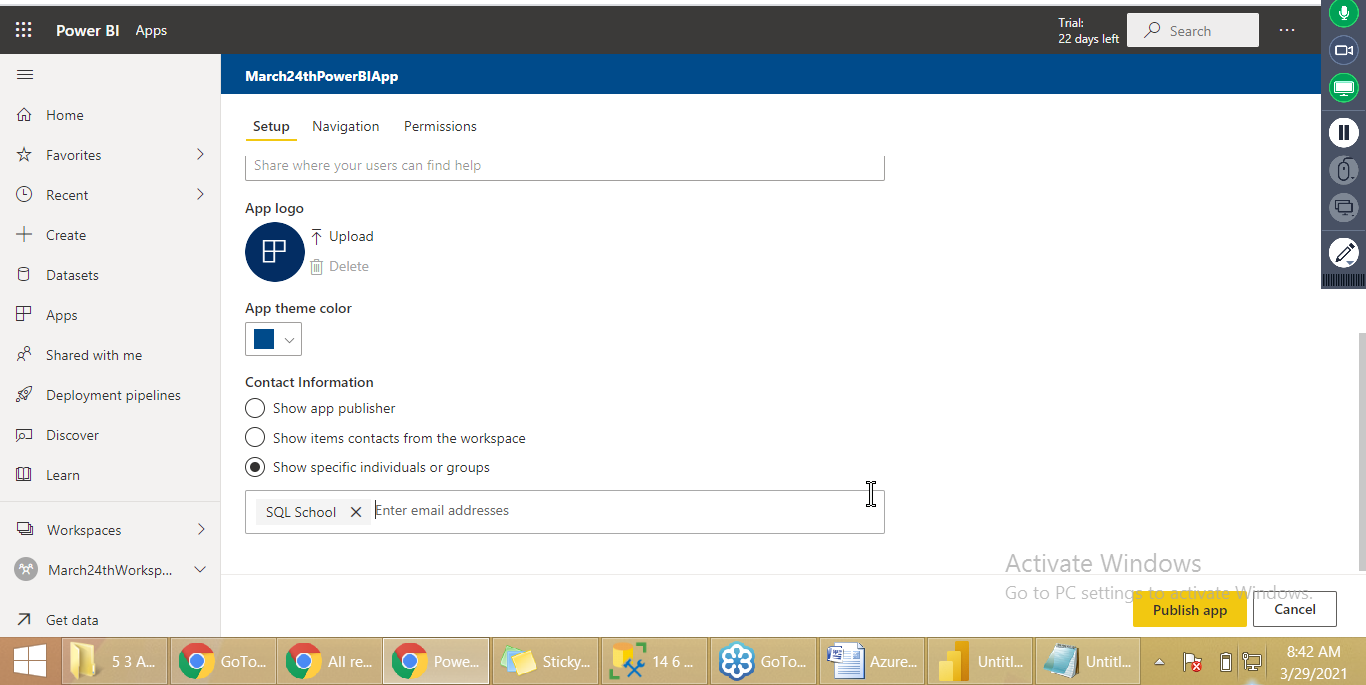 Power BI Apps
Trial:
22 days left
Search
March24thPowerBIApp
Home
Favorites
Recent
Create
Datasets
Apps
Shared with me
Deployment pipelines
Discover
Learn
Workspaces
March24thWorksp...
Get data
Setup Navigation Permissions
Share where your users can find help
App logo
Upload
Delete
App theme color
Contact Information
Show app publisher
Show items contacts from the workspace
Show specific individuals or groups
SQL School Enter email addresses
Activate Windows
Go to PC settings to activate Windows.
Publish app Cancel
5 3 A... GoTo... All re... Powe... Sticky... 14 6 ... GoTo... Azure... Untitl... Untitl...
8:42 AM
3/29/2021